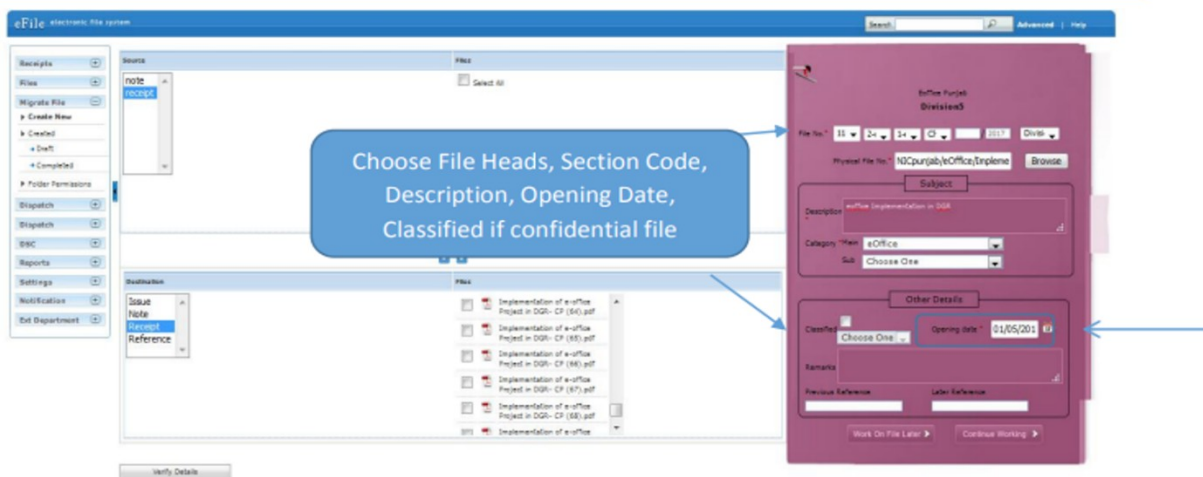 eFile electronic file system
Search
Advanced | Help
Receipts
Files
Migrate File
Create New
Created
Draft
Completed
Folder Permissions
Dispatch
Dispatch
DSC
Reports
Settings
Notification
Ext Department
Source
Files
note
receipt
Select All
Choose File Heads, Section Code,
Description, Opening Date,
Classified if confidential file
Destination
Files
Issue
Note
Receipt
Reference
Implementation of e-office
Project in DGR- CP (64).pdf
Implementation of e-office
Project in DGR- CP (65).pdf
Implementation of e-office
Project in DGR- CP (66).pdf
Implementation of e-office
Project in DGR- CP (67).pdf
Implementation of e-office
Project in DGR- CP (68).pdf
Implementation of e-office
Verify Details
Eoffice Punjab
Division5
File No.* 2017
Physical File No.* NICpunjab/eOffice/Impleme Browse
Subject
Description eoffice Implementation in DGR
Category *Main eOffice
Sub Choose One
Other Details
Classified Choose One Opening date * 01/05/201
Remarks
Previous Reference Later Reference
Work On File Later Continue Working